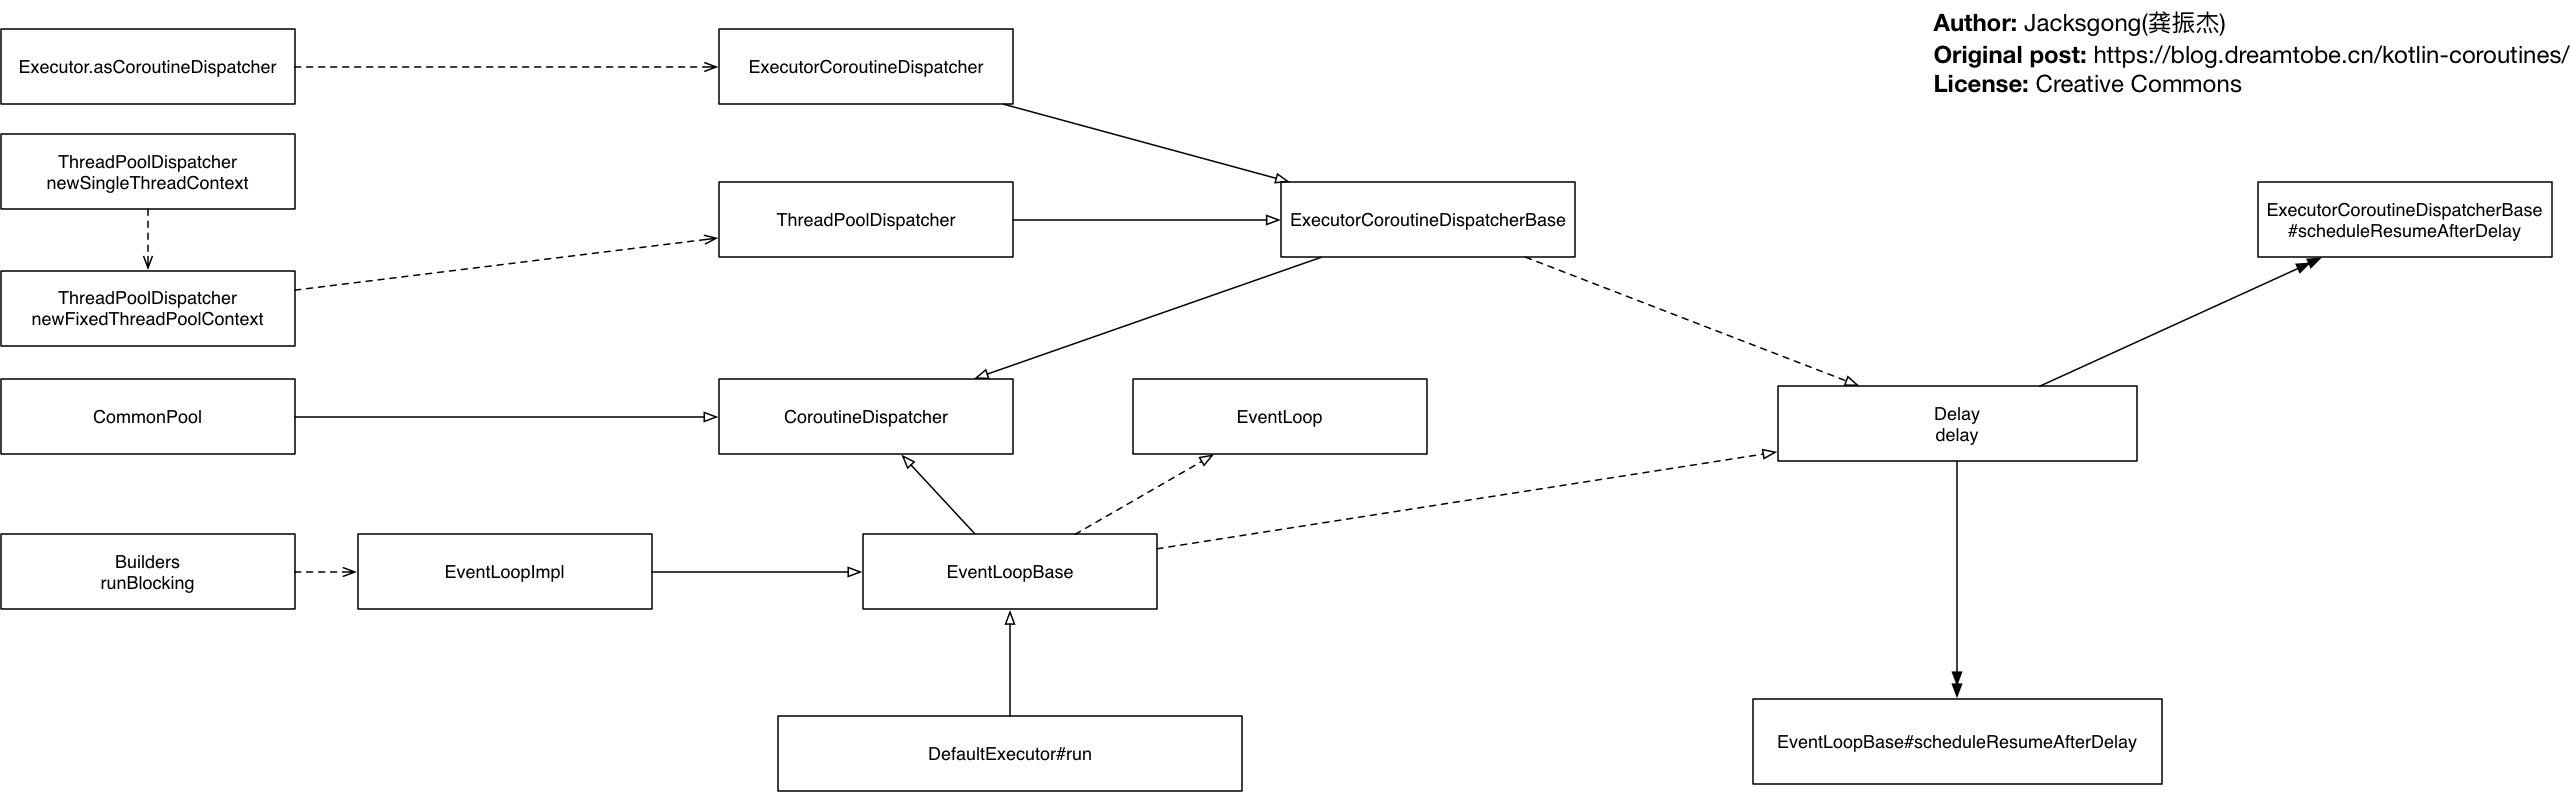 Author: Jacksgong(龚振杰)
Original post: https://blog.dreamtobe.cn/kotlin-coroutines/
License: Creative Commons
Executor.asCoroutineDispatcher
ExecutorCoroutineDispatcher
ThreadPoolDispatcher
newSingleThreadContext
ThreadPoolDispatcher
ExecutorCoroutineDispatcherBase
ExecutorCoroutineDispatcherBase
#scheduleResumeAfterDelay
ThreadPoolDispatcher
newFixedThreadPoolContext
CommonPool
CoroutineDispatcher
EventLoop
Delay
delay
Builders
runBlocking
EventLoopImpl
EventLoopBase
DefaultExecutor#run
EventLoopBase#scheduleResumeAfterDelay